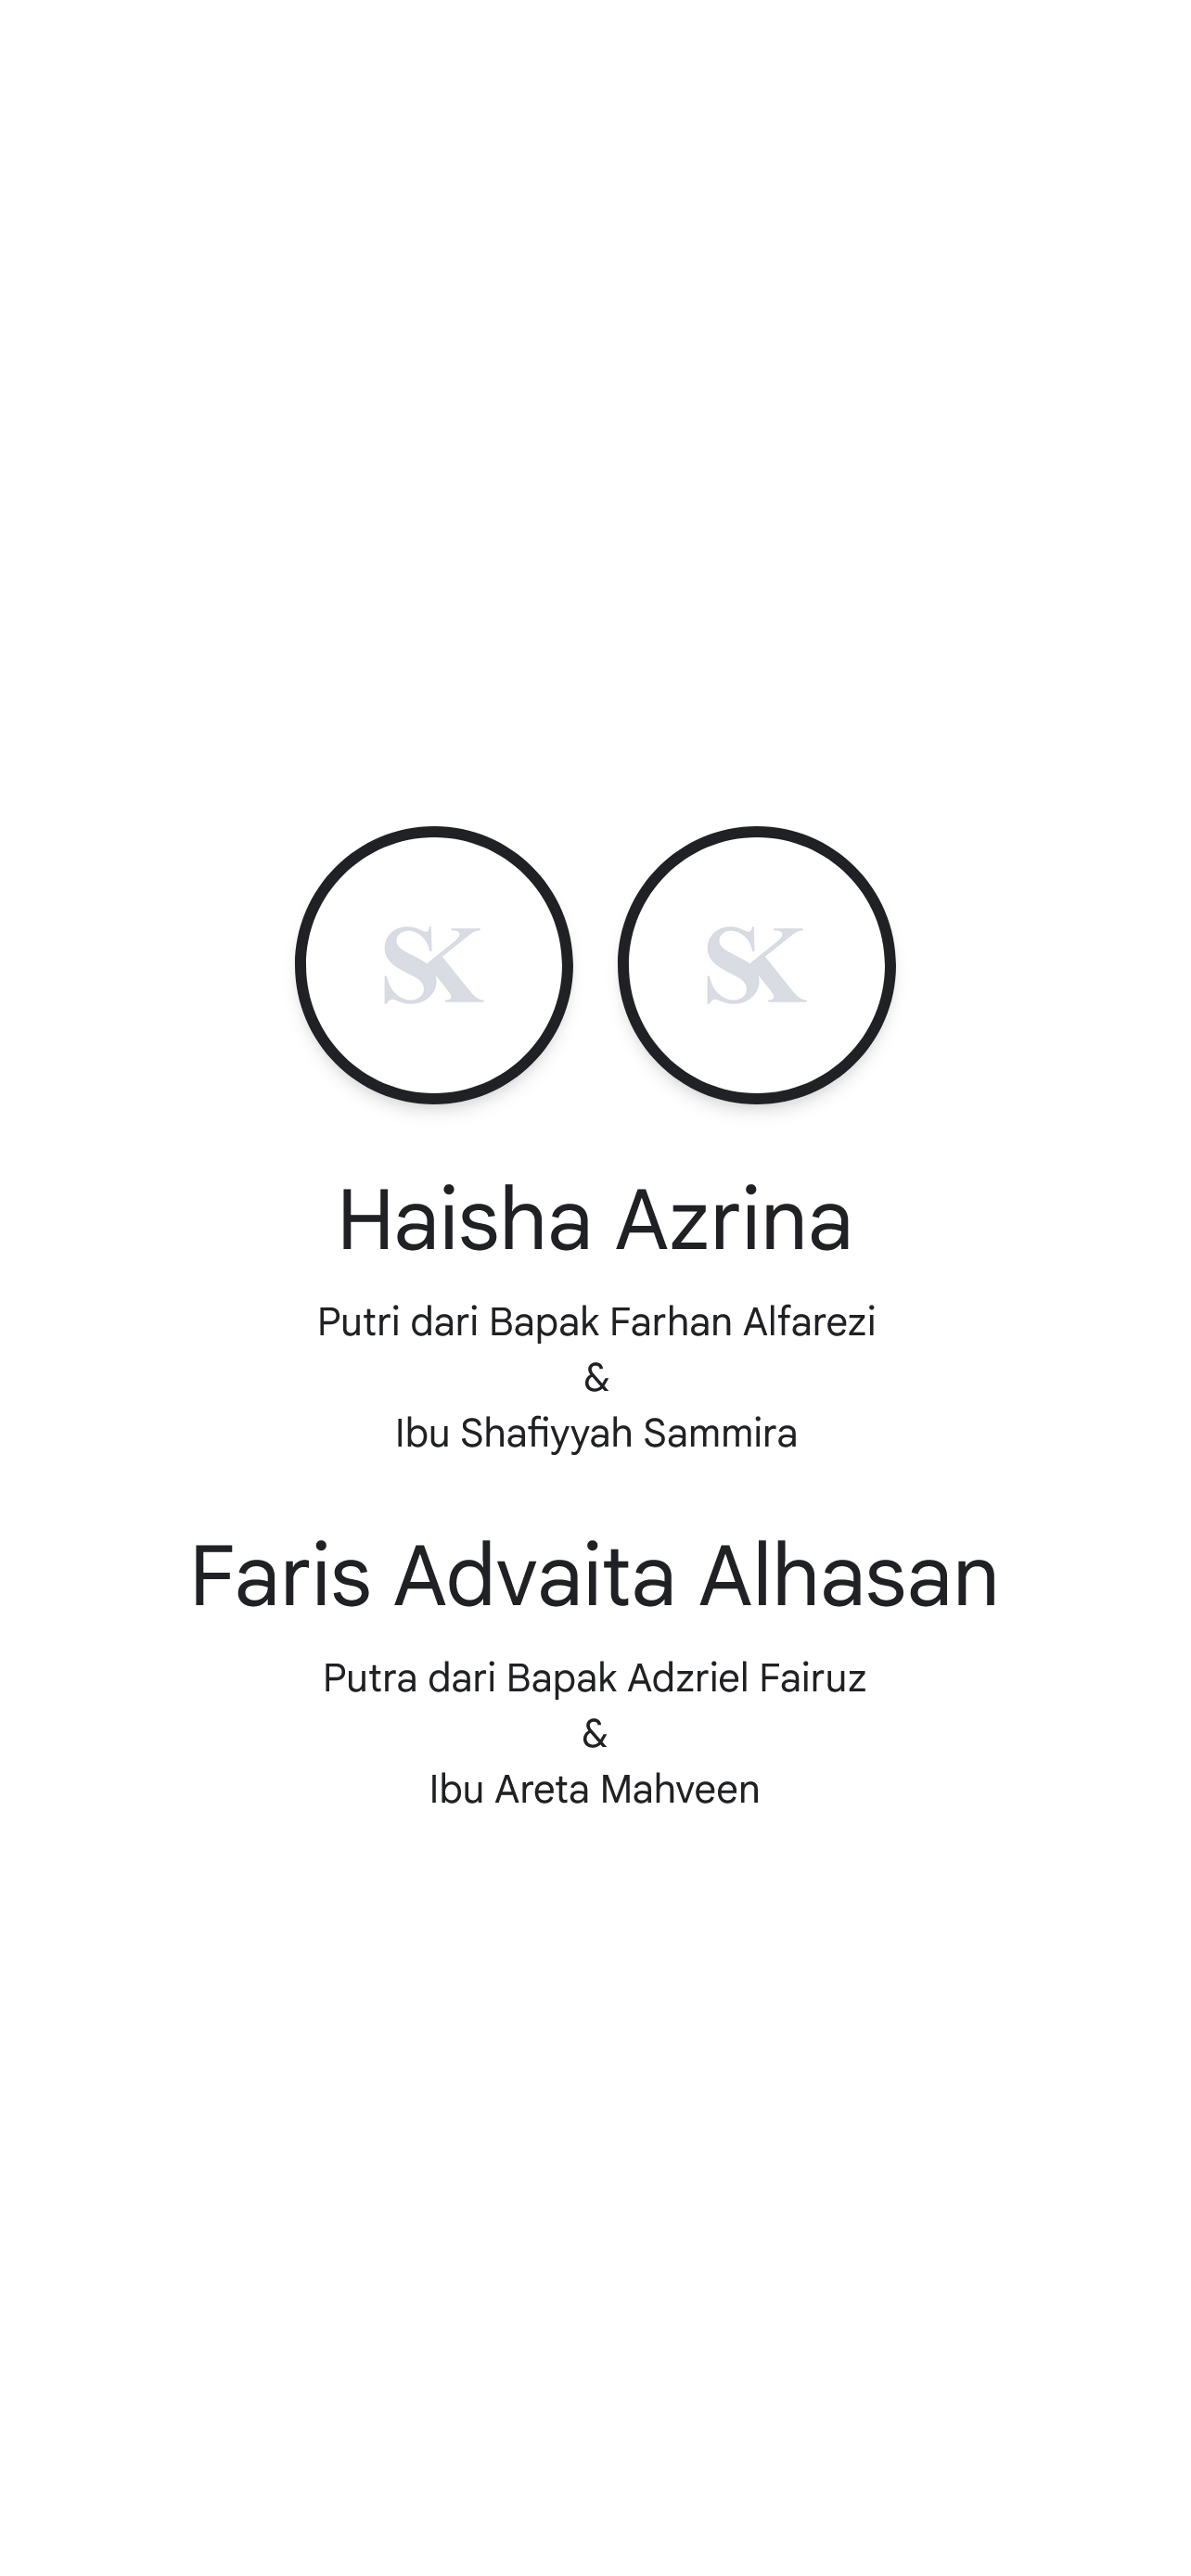 SK SK
Haisha Azrina
Putri dari Bapak Farhan Alfarezi
&
Ibu Shafiyyah Sammira
Faris Advaita Alhasan
Putra dari Bapak Adzriel Fairuz
&
Ibu Areta Mahveen